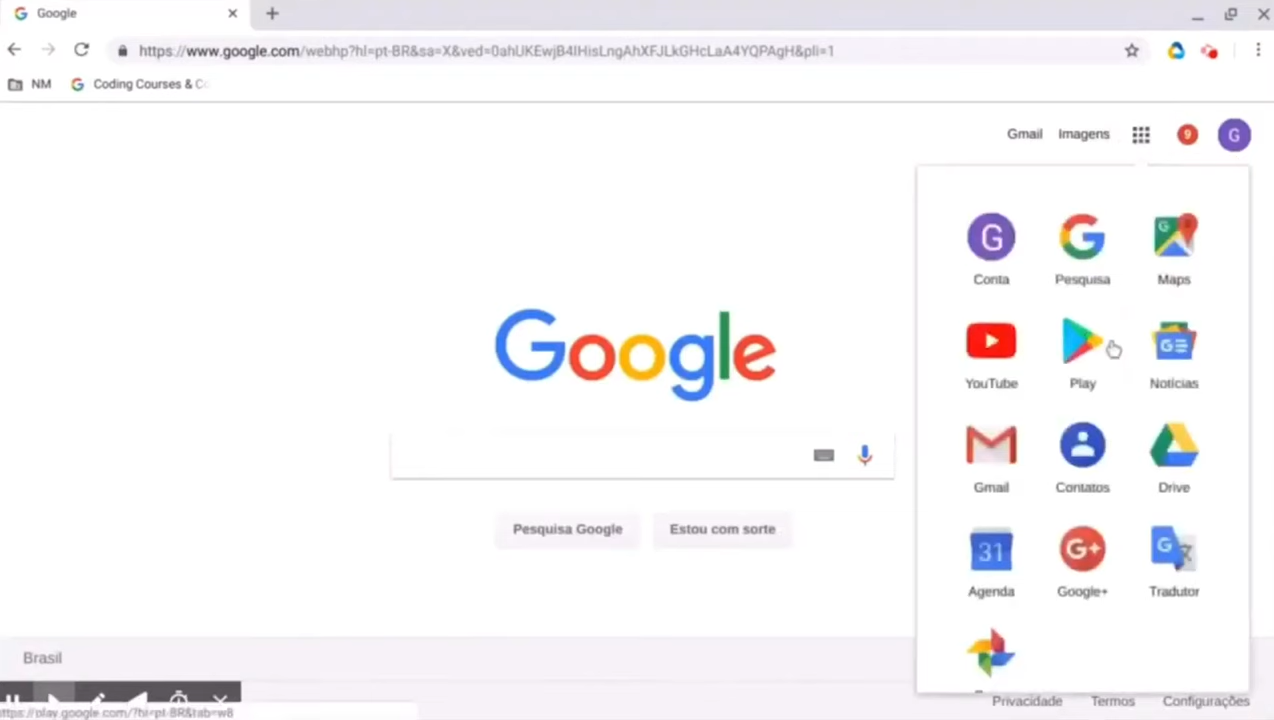 Google
https://www.google.com/webhp?hl=pt-BR&sa=X&ved=0ahUKEwjB4IHisLngAhXFJLkGHcLaA4YQPAgH&pli=1
NM
Coding Courses & C
Gmail Imagens 9 G
G
G
Conta Pesquisa Maps
GE
YouTube Play Notícias
Gmail Contatos Drive
31 G+ G
Agenda Google+ Tradutor
Google
Pesquisa Google Estou com sorte
Brasil
Privacidade Termos Configurações
https://play.google.com/?hl=pt-BR&tab=w8